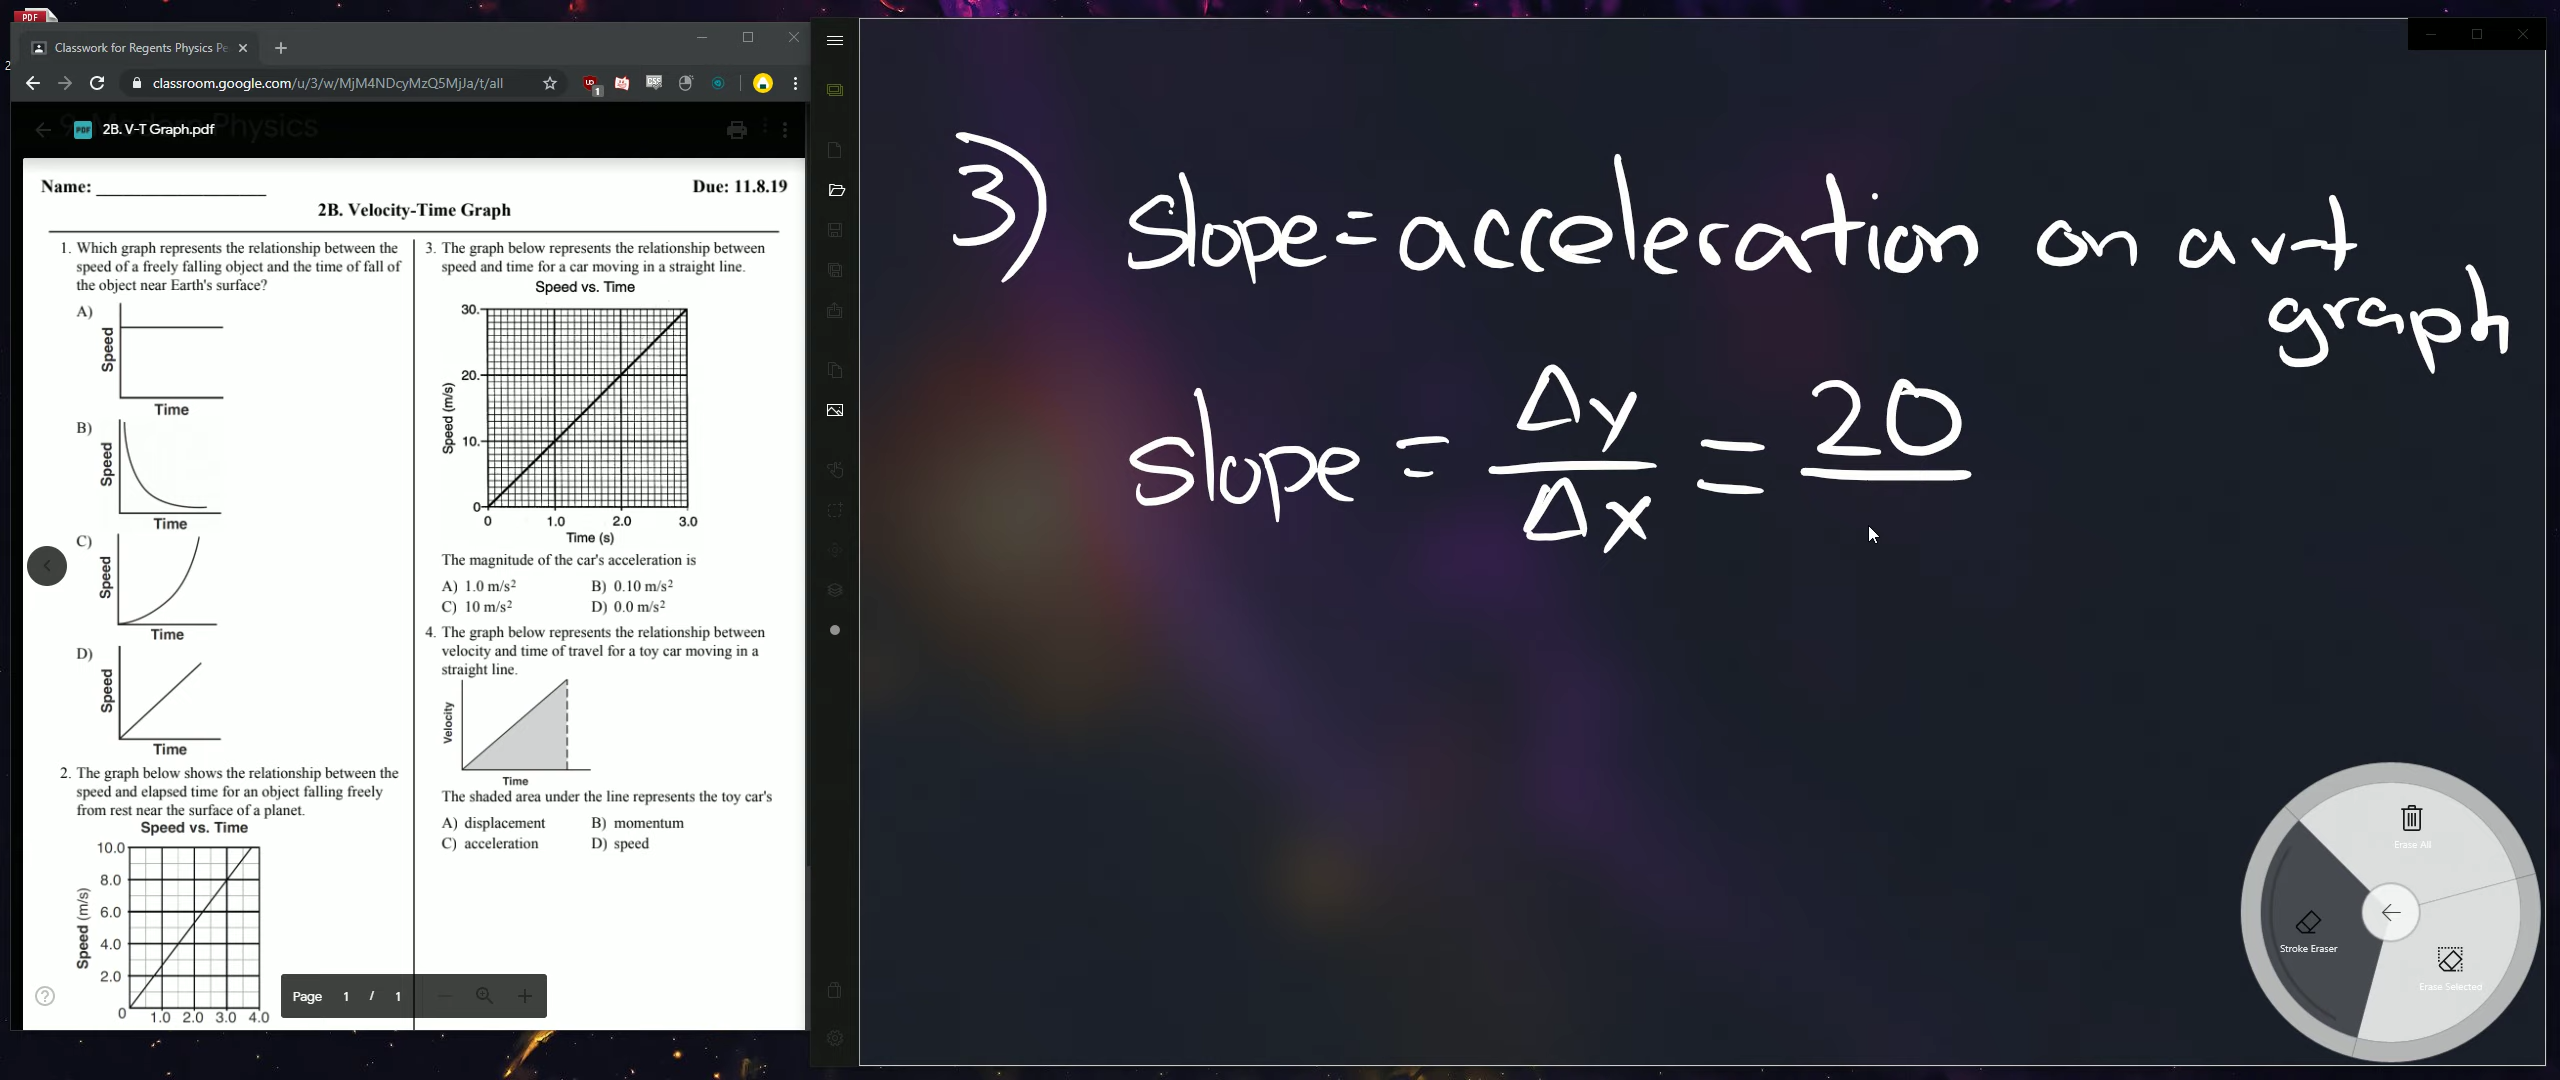 PDF
Classwork for Regents Physics Pe
classroom.google.com/u/3/w/MjM4NDcyMzQ5MjJa/t/all
1
PDF 2B. V-T Graph.pdf
Physics
Name: ____________________ Due: 11.8.19
2B. Velocity-Time Graph
1. Which graph represents the relationship between the
speed of a freely falling object and the time of fall of
the object near Earth's surface?
A)
Speed
Time
B)
Speed
Time
C)
Speed
Time
D)
Speed
Time
2. The graph below shows the relationship between the
speed and elapsed time for an object falling freely
from rest near the surface of a planet.
Speed vs. Time
10.0
8.0
6.0
4.0
2.0
0
Speed (m/s)
1.0 2.0 3.0 4.0
3. The graph below represents the relationship between
speed and time for a car moving in a straight line.
Speed vs. Time
30.
20.
10.
0
Speed (m/s)
0 1.0 2.0 3.0
Time (s)
The magnitude of the car's acceleration is
A) 1.0 m/s² B) 0.10 m/s²
C) 10 m/s² D) 0.0 m/s²
4. The graph below represents the relationship between
velocity and time of travel for a toy car moving in a
straight line.
Velocity
Time
The shaded area under the line represents the toy car's
A) displacement B) momentum
C) acceleration D) speed
Page 1 / 1
3) Slope = acceleration on a v-t
graph
slope = Δy/Δx = 20
Erase All
Stroke Eraser
Erase Selected